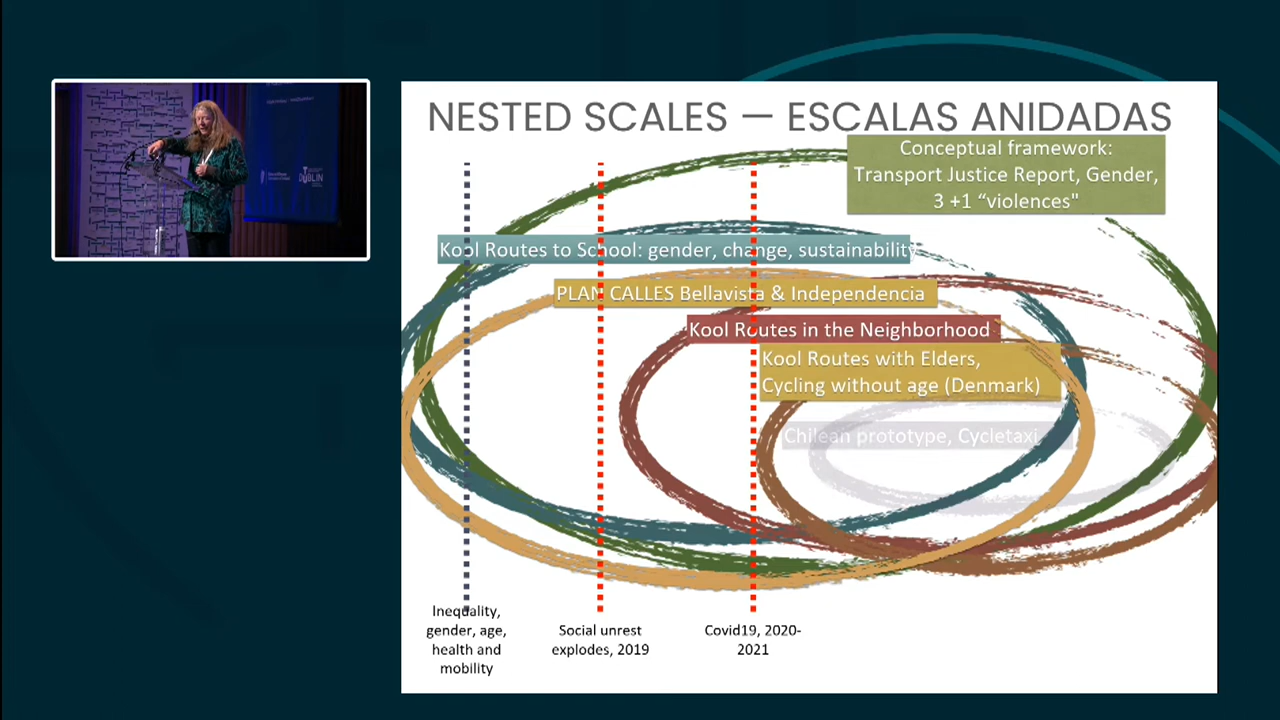 NESTED SCALES — ESCALAS ANIDADAS
Conceptual framework:
Transport Justice Report, Gender,
3 +1 “violences"
Kool Routes to School: gender, change, sustainability
PLAN CALLES Bellavista & Independencia
Kool Routes in the Neighborhood
Kool Routes with Elders,
Cycling without age (Denmark)
Chilean prototype, Cycletaxi
Inequality,
gender, age,
health and
mobility
Social unrest
explodes, 2019
Covid19, 2020-
2021
DUBLIN